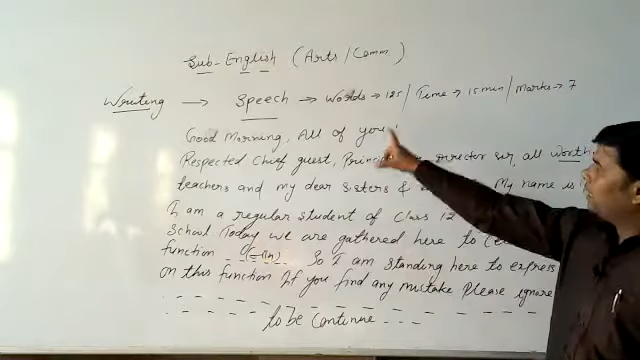 Sub-English (Arts/Comm)
Writing → Speech → Words → 125 / Time → 15 min / Marks → 7
Good Morning, All of you
Respected Chief guest, Director sir, all
teachers and my dear Sisters & My name is
I am a regular student of Class 12
School Today we are gathered here to
function So I am standing here to express
on this function If you find any mistake Please ignore
to be Continue